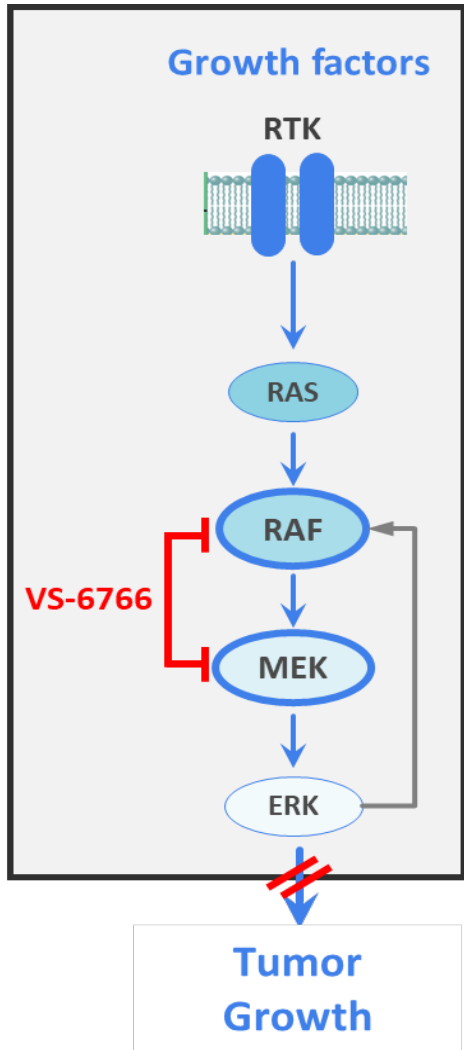 Growth factors
RTK
RAS
RAF
VS-6766
MEK
ERK
Tumor
Growth